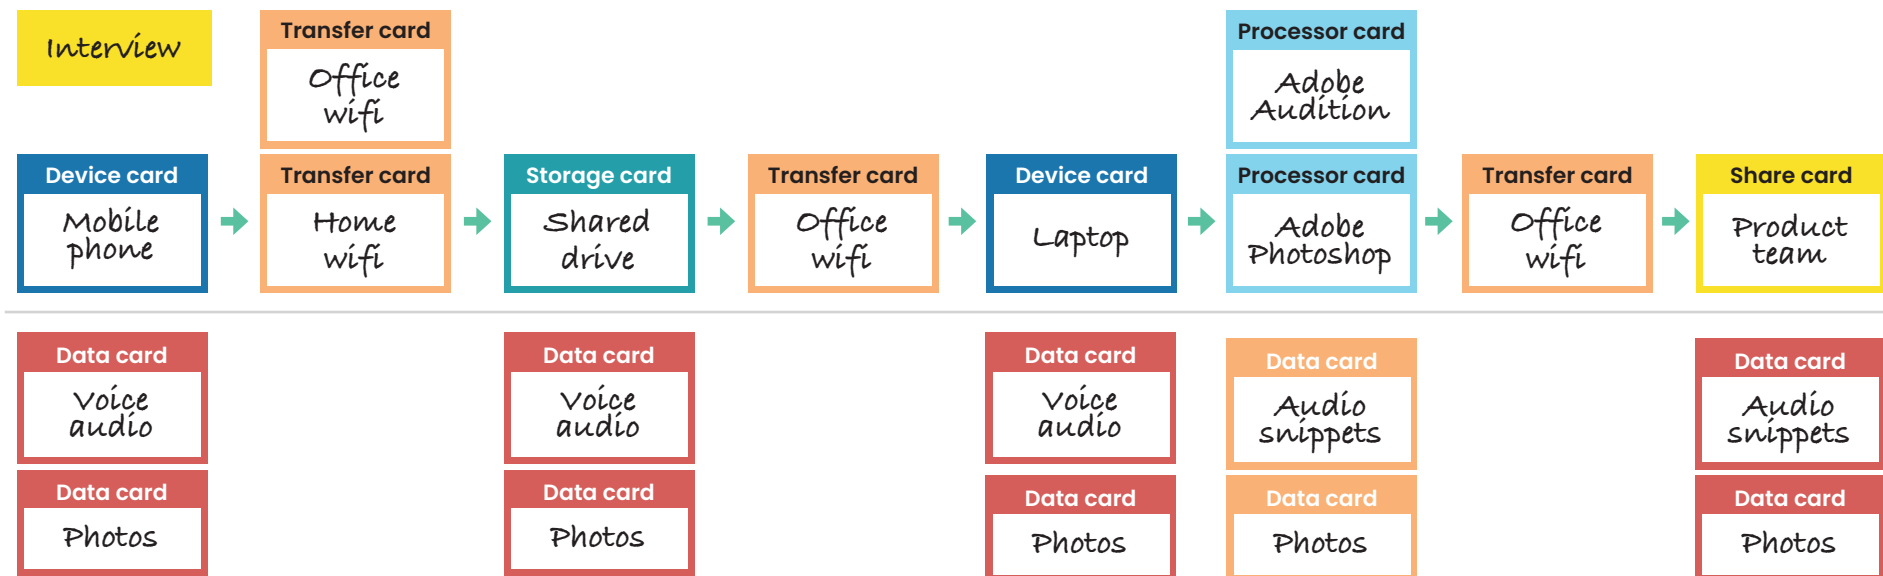 Interview
Transfer card
Office
wifi
Processor card
Adobe
Audition
Device card
Mobile
phone
Transfer card
Home
wifi
Storage card
Shared
drive
Transfer card
Office
wifi
Device card
Laptop
Processor card
Adobe
Photoshop
Transfer card
Office
wifi
Share card
Product
team
Data card
Voice
audio
Data card
Voice
audio
Data card
Voice
audio
Data card
Audio
snippets
Data card
Audio
snippets
Data card
Photos
Data card
Photos
Data card
Photos
Data card
Photos
Data card
Photos